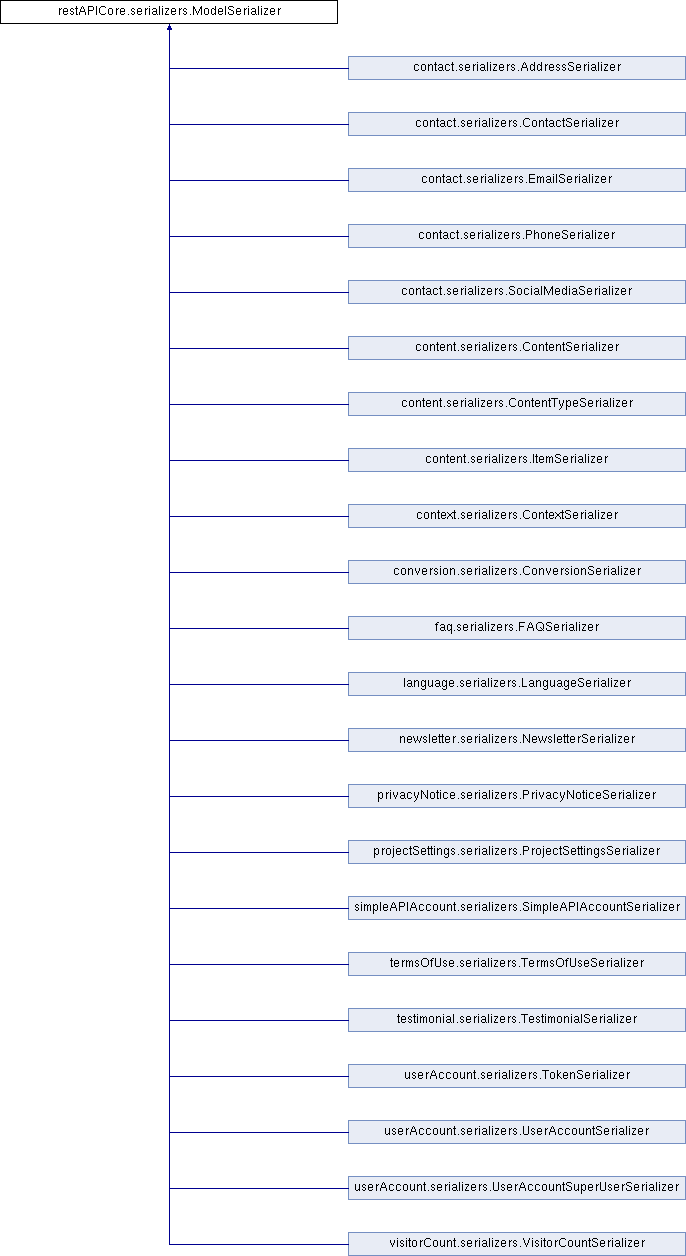 restAPICore.serializers.ModelSerializer
contact.serializers.AddressSerializer
contact.serializers.ContactSerializer
contact.serializers.EmailSerializer
contact.serializers.PhoneSerializer
contact.serializers.SocialMediaSerializer
content.serializers.ContentSerializer
content.serializers.ContentTypeSerializer
content.serializers.ItemSerializer
context.serializers.ContextSerializer
conversion.serializers.ConversionSerializer
faq.serializers.FAQSerializer
language.serializers.LanguageSerializer
newsletter.serializers.NewsletterSerializer
privacyNotice.serializers.PrivacyNoticeSerializer
projectSettings.serializers.ProjectSettingsSerializer
simpleAPIAccount.serializers.SimpleAPIAccountSerializer
termsOfUse.serializers.TermsOfUseSerializer
testimonial.serializers.TestimonialSerializer
userAccount.serializers.TokenSerializer
userAccount.serializers.UserAccountSerializer
userAccount.serializers.UserAccountSuperUserSerializer
visitorCount.serializers.VisitorCountSerializer